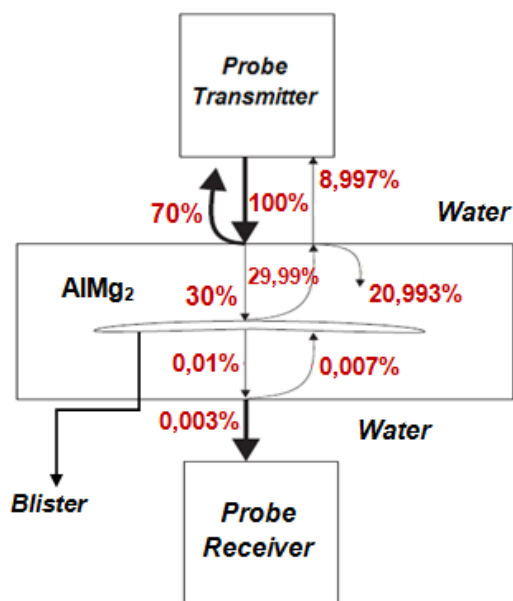 Probe
Transmitter
8,997%
70%
100%
Water
AlMg₂
29,99%
30%
20,993%
0,01%
0,007%
0,003%
Water
Blister
Probe
Receiver